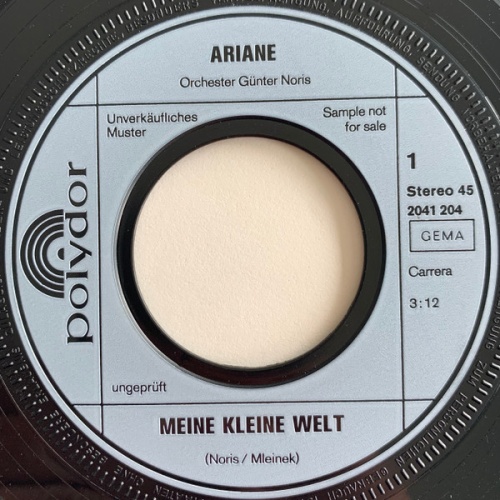 ARIANE
Orchester Günter Noris
Unverkäufliches
Muster
Sample not
for sale
1
Stereo 45
2041 204
GEMA
Carrera
3:12
polydor
ungeprüft
MEINE KLEINE WELT
(Noris / Mleinek)